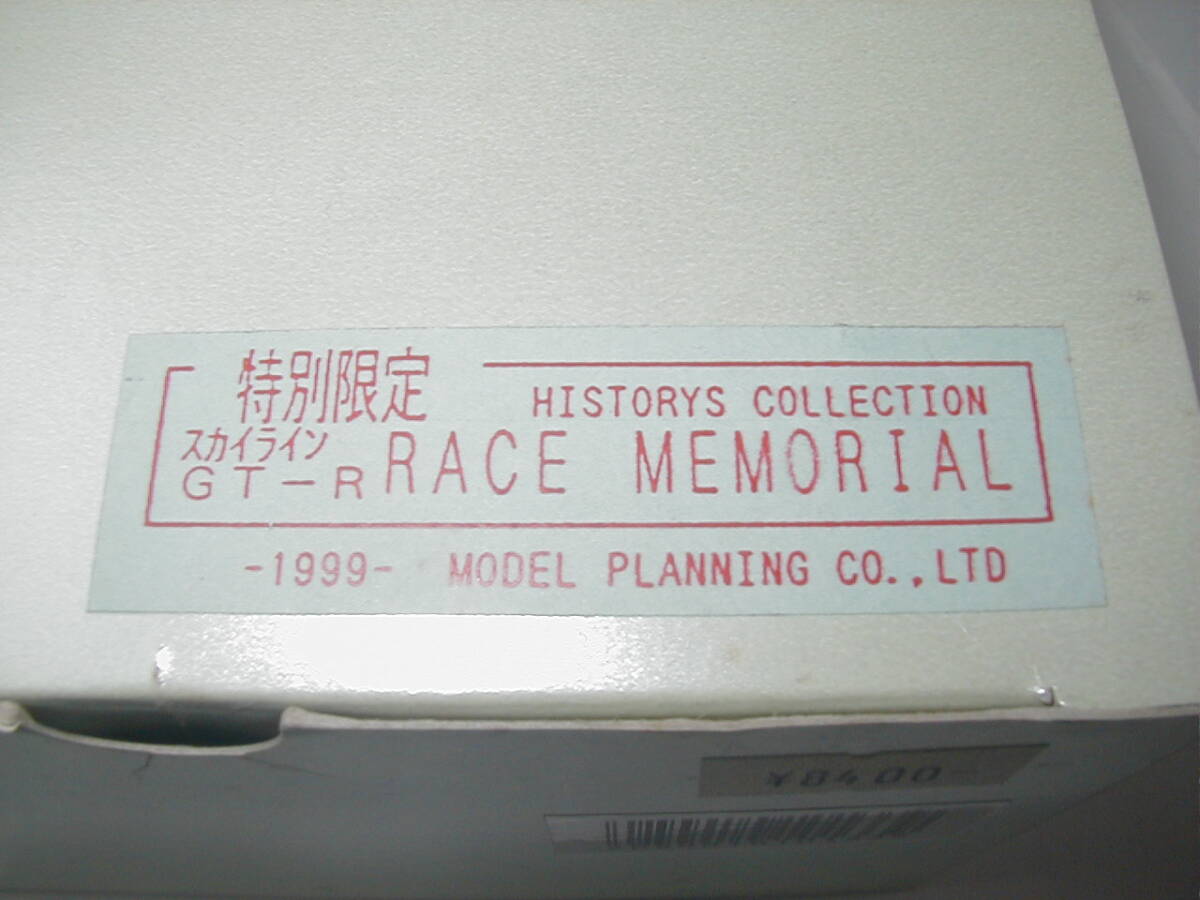 特別限定
HISTORYS COLLECTION
スカイライン
GT-R RACE MEMORIAL
-1999- MODEL PLANNING CO.,LTD
¥8400